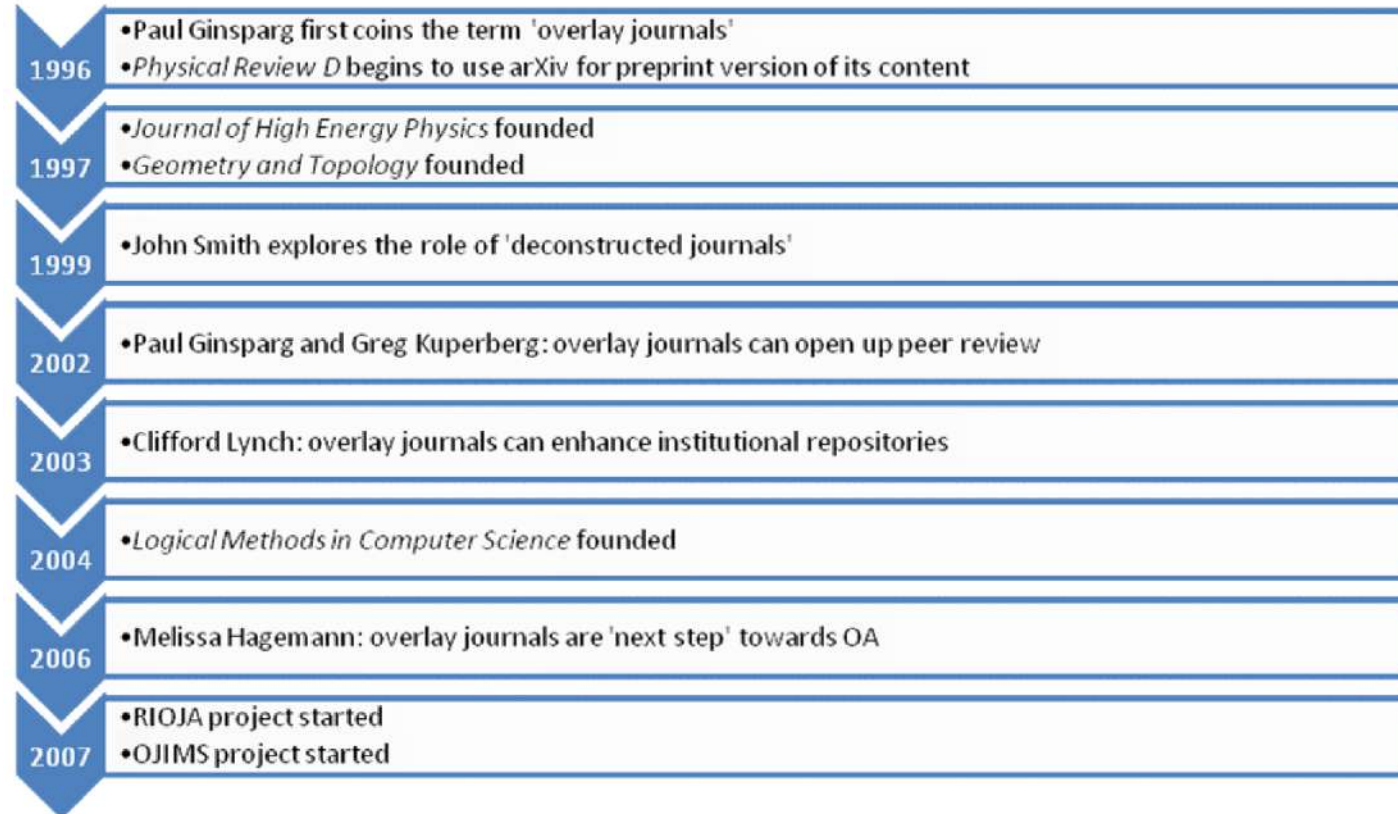 1996
•Paul Ginsparg first coins the term 'overlay journals'
•Physical Review D begins to use arXiv for preprint version of its content
1997
•Journal of High Energy Physics founded
•Geometry and Topology founded
1999
•John Smith explores the role of 'deconstructed journals'
2002
•Paul Ginsparg and Greg Kuperberg: overlay journals can open up peer review
2003
•Clifford Lynch: overlay journals can enhance institutional repositories
2004
•Logical Methods in Computer Science founded
2006
•Melissa Hagemann: overlay journals are 'next step' towards OA
2007
•RIOJA project started
•OJIMS project started